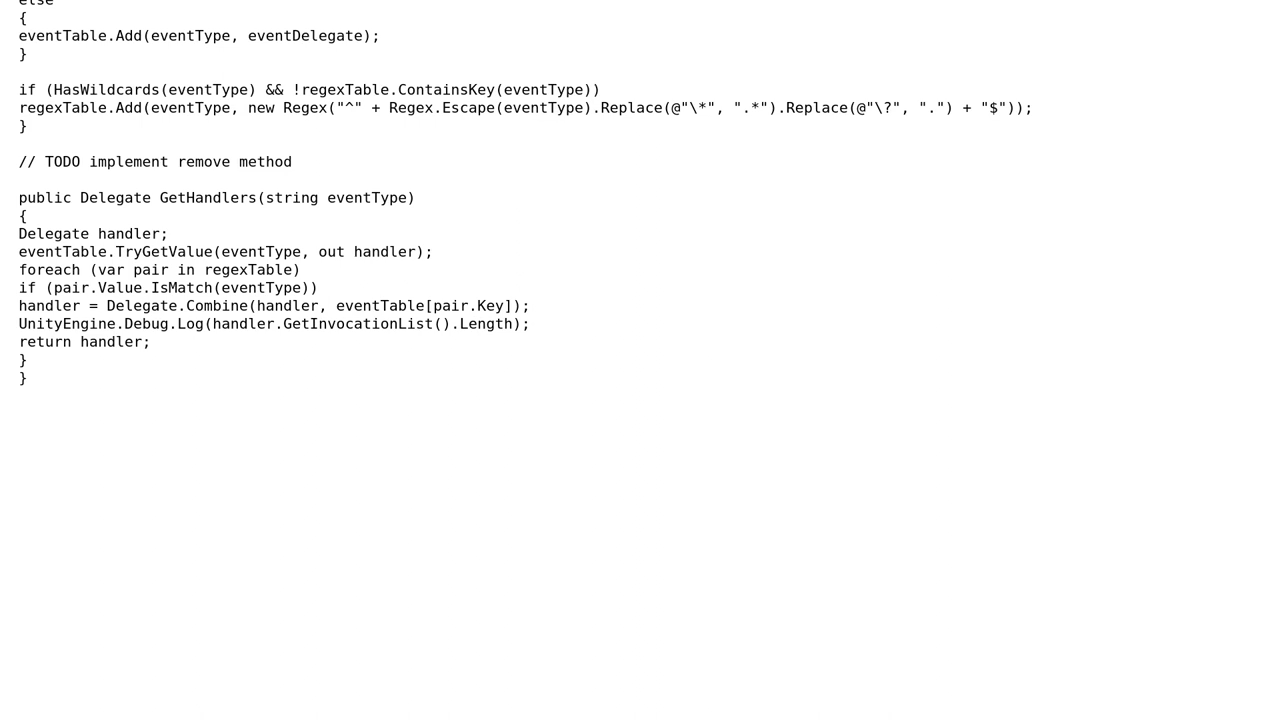 else
{
eventTable.Add(eventType, eventDelegate);
}
if (HasWildcards(eventType) && !regexTable.ContainsKey(eventType))
regexTable.Add(eventType, new Regex("^" + Regex.Escape(eventType).Replace(@"\*", ".*").Replace(@"\?", ".") + "$"));
}
// TODO implement remove method
public Delegate GetHandlers(string eventType)
{
Delegate handler;
eventTable.TryGetValue(eventType, out handler);
foreach (var pair in regexTable)
if (pair.Value.IsMatch(eventType))
handler = Delegate.Combine(handler, eventTable[pair.Key]);
UnityEngine.Debug.Log(handler.GetInvocationList().Length);
return handler;
}
}